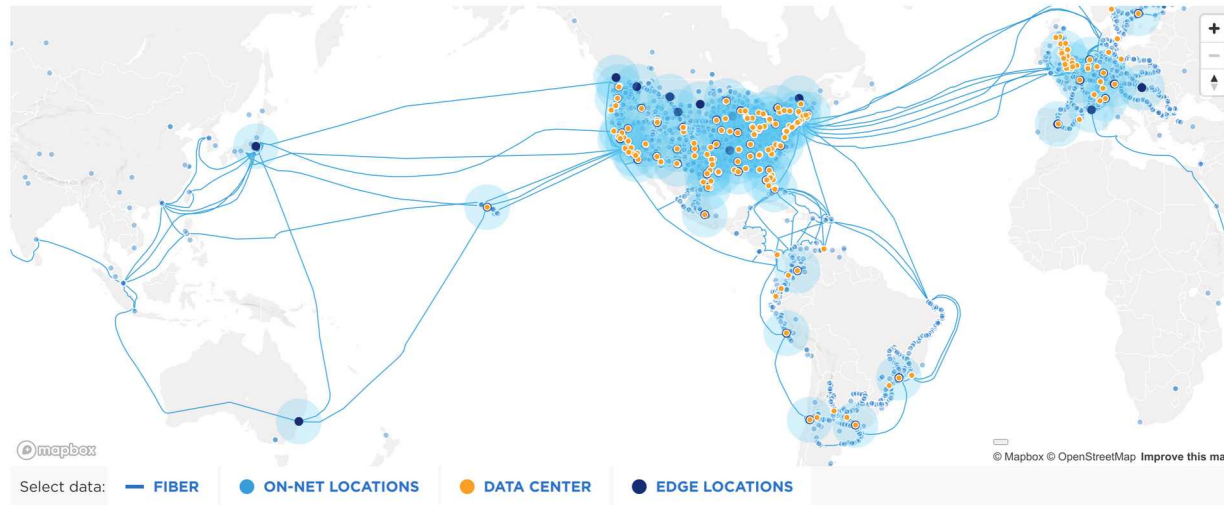 +
mapbox
© Mapbox © OpenStreetMap Improve this ma
Select data: FIBER ON-NET LOCATIONS DATA CENTER EDGE LOCATIONS